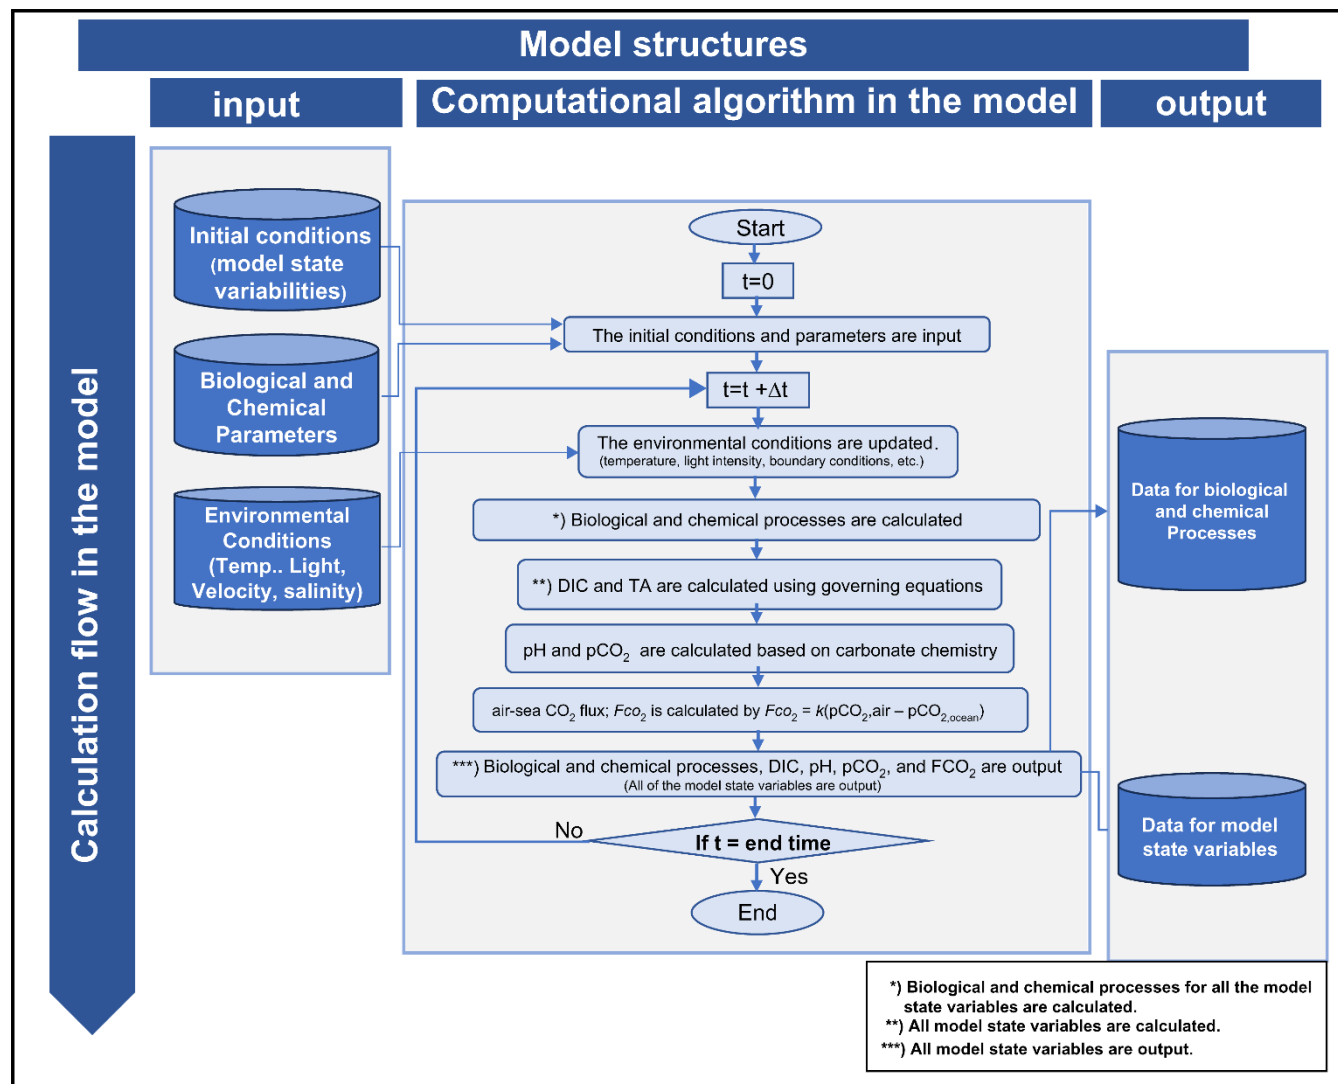 Model structures
input
Computational algorithm in the model
output
Calculation flow in the model
Initial conditions
(model state
variabilities)
Biological and
Chemical
Parameters
Environmental
Conditions
(Temp.. Light,
Velocity, salinity)
Start
t=0
The initial conditions and parameters are input
t=t +Δt
The environmental conditions are updated.
(temperature, light intensity, boundary conditions, etc.)
*) Biological and chemical processes are calculated
**) DIC and TA are calculated using governing equations
pH and pCO₂ are calculated based on carbonate chemistry
air-sea CO₂ flux; Fco₂ is calculated by Fco₂ = k(pCO₂,air – pCO₂,ocean)
***) Biological and chemical processes, DIC, pH, pCO₂, and FCO₂ are output
(All of the model state variables are output)
If t = end time
No
Yes
End
Data for biological
and chemical
Processes
Data for model
state variables
*) Biological and chemical processes for all the model
state variables are calculated.
**) All model state variables are calculated.
***) All model state variables are output.